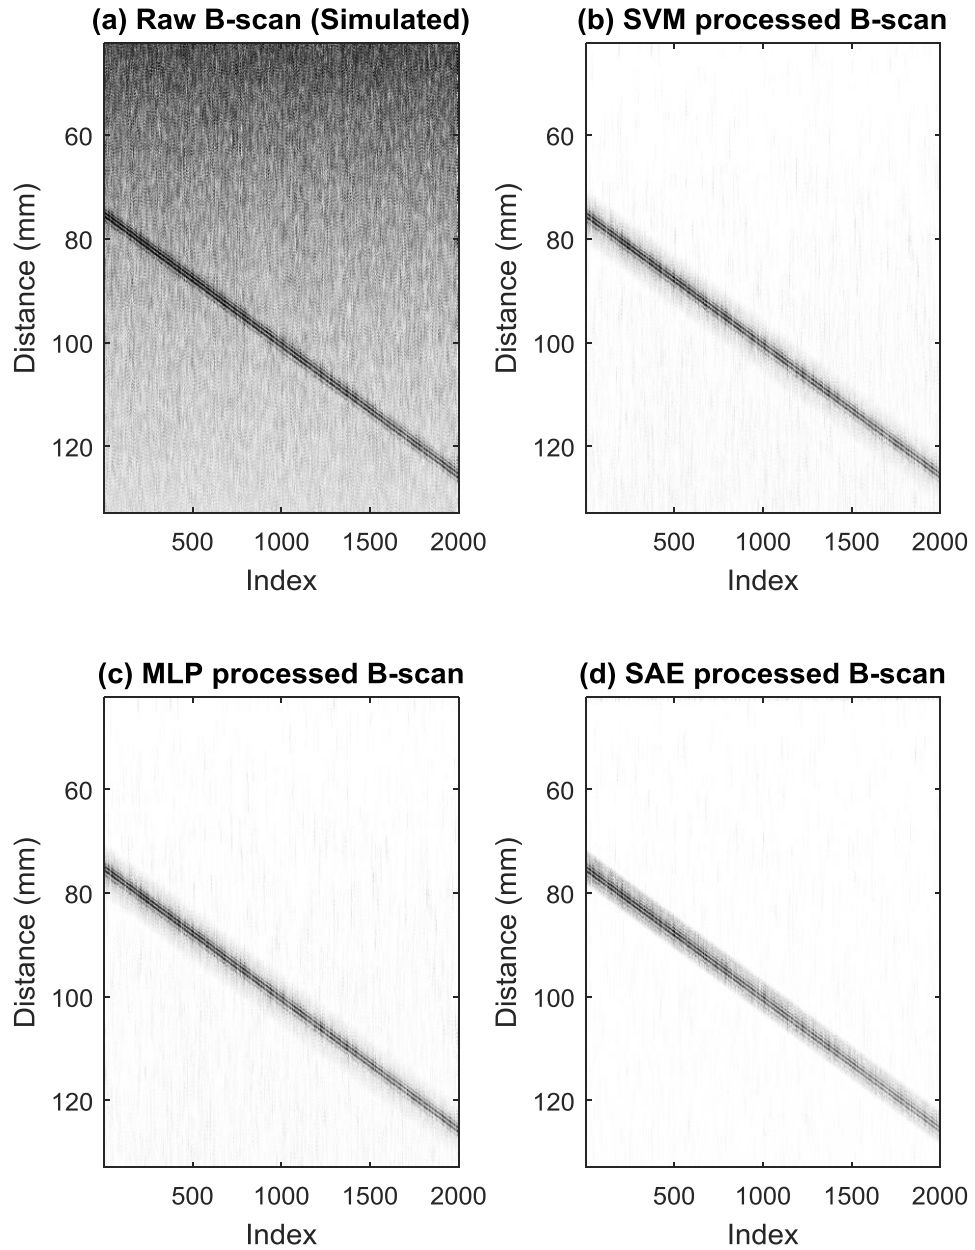 (a) Raw B-scan (Simulated)
60
80
100
120
Distance (mm)
500 1000 1500 2000
Index
(b) SVM processed B-scan
60
80
100
120
Distance (mm)
500 1000 1500 2000
Index
(c) MLP processed B-scan
60
80
100
120
Distance (mm)
500 1000 1500 2000
Index
(d) SAE processed B-scan
60
80
100
120
Distance (mm)
500 1000 1500 2000
Index